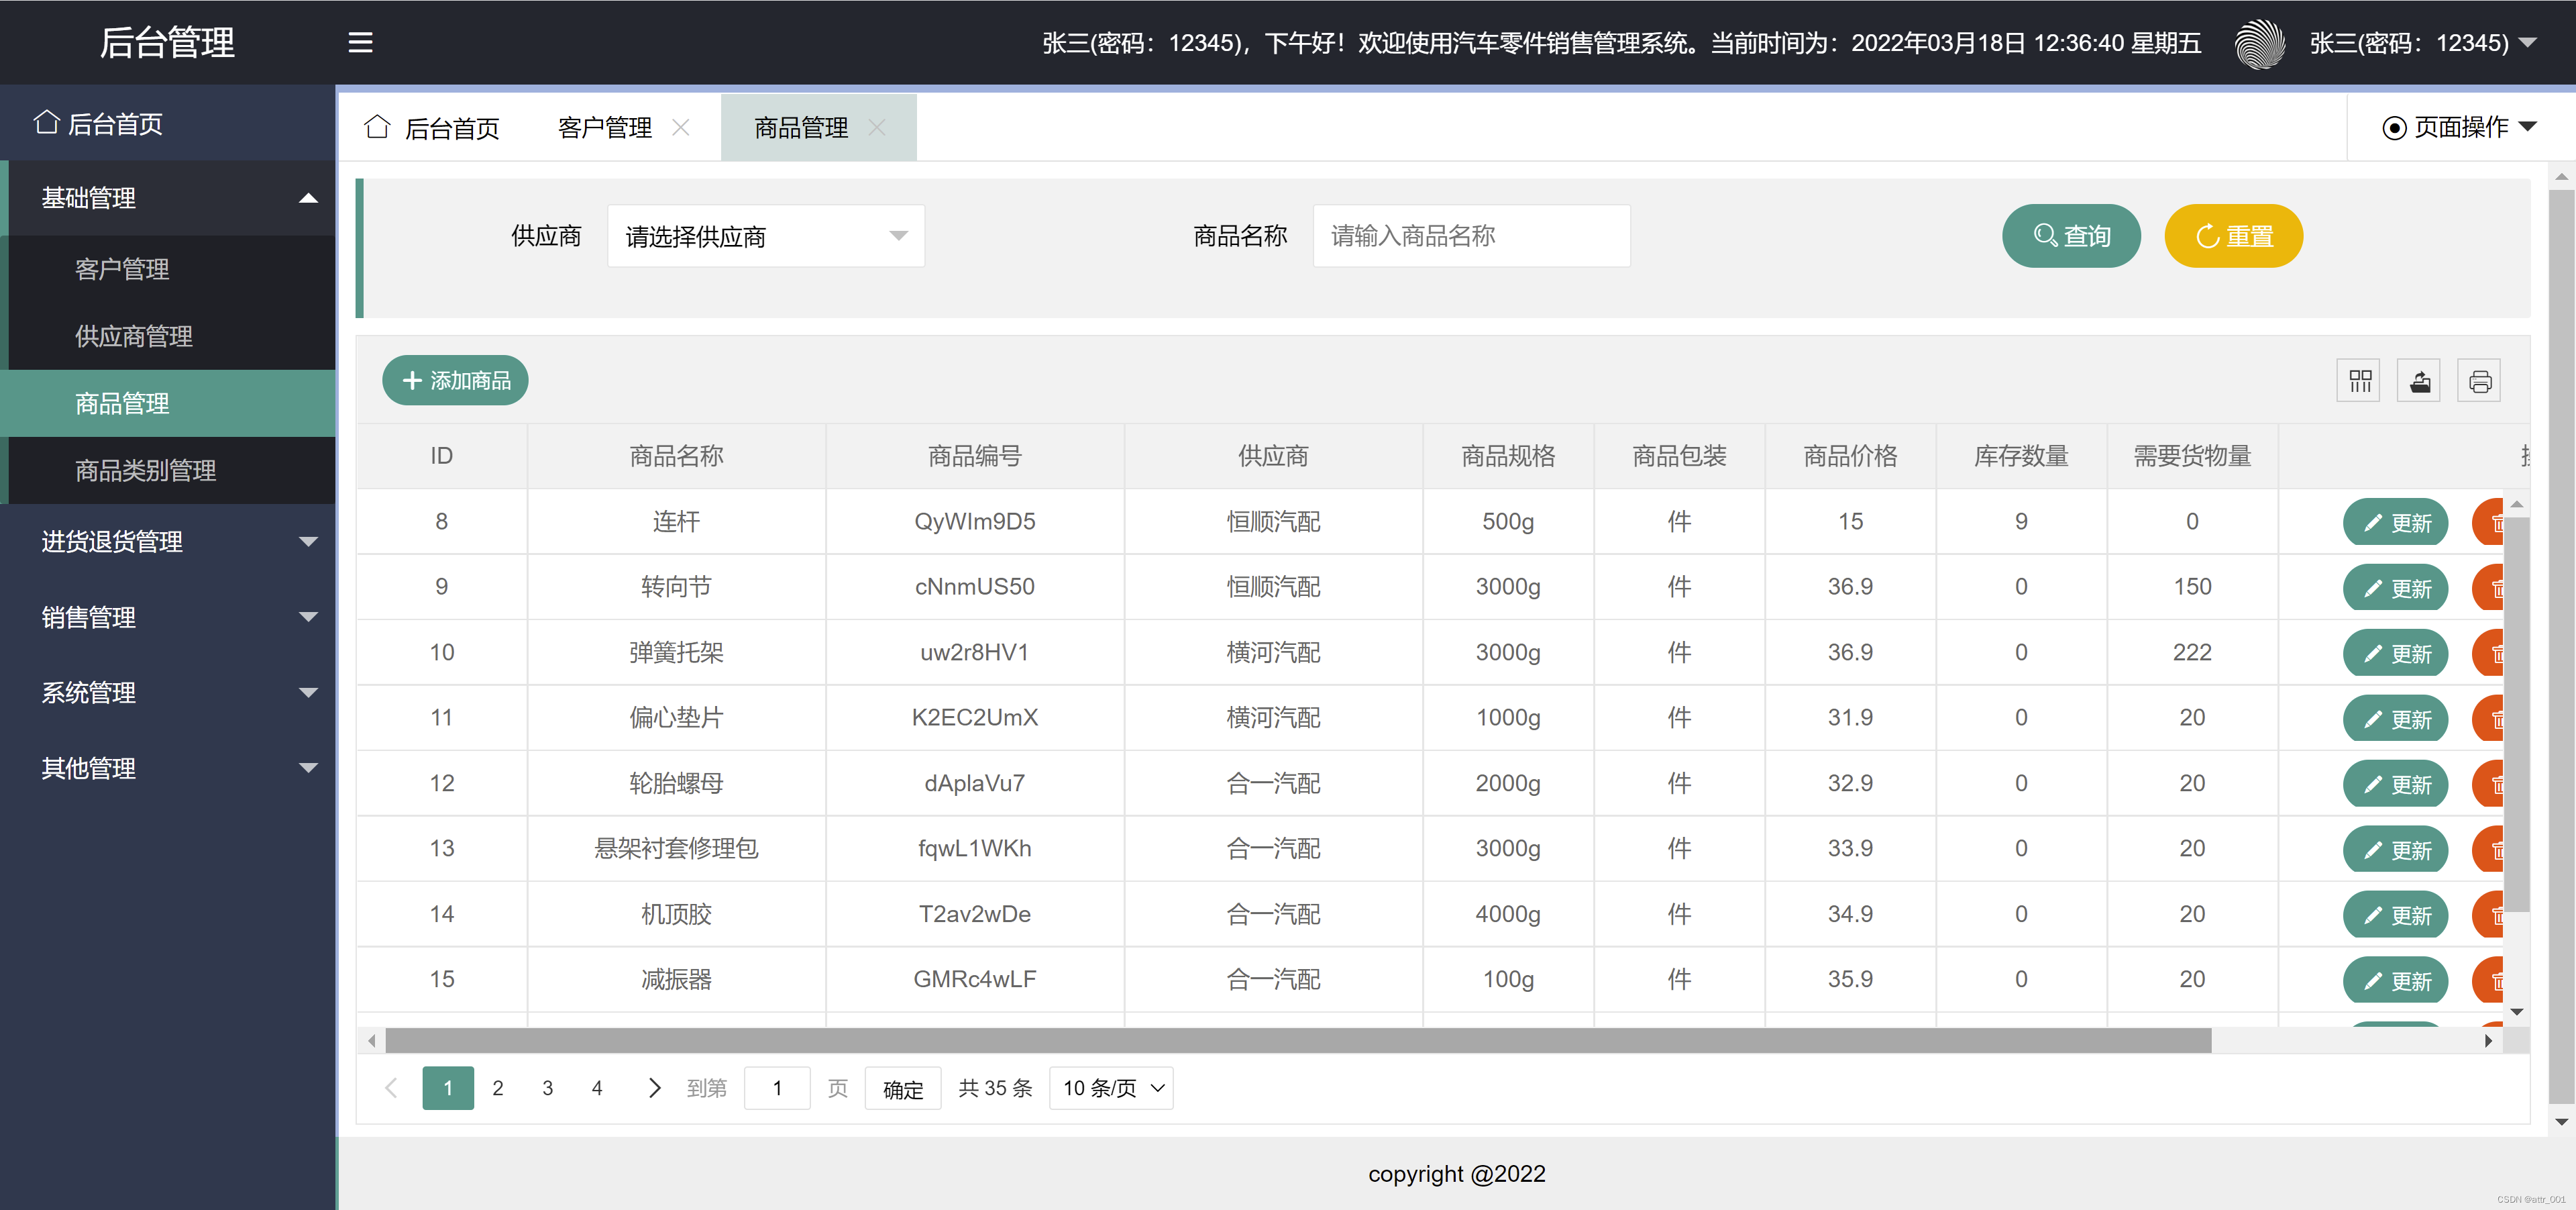 后台管理
张三(密码：12345)，下午好！欢迎使用汽车零件销售管理系统。当前时间为：2022年03月18日 12:36:40 星期五
张三(密码：12345)
后台首页
基础管理
客户管理
供应商管理
商品管理
商品类别管理
进货退货管理
销售管理
系统管理
其他管理
后台首页 客户管理 商品管理 页面操作
供应商 请选择供应商 商品名称 请输入商品名称 查询 重置
添加商品
ID 商品名称 商品编号 供应商 商品规格 商品包装 商品价格 库存数量 需要货物量
8 连杆 QyWIm9D5 恒顺汽配 500g 件 15 9 0 更新
9 转向节 cNnmUS50 恒顺汽配 3000g 件 36.9 0 150 更新
10 弹簧托架 uw2r8HV1 横河汽配 3000g 件 36.9 0 222 更新
11 偏心垫片 K2EC2UmX 横河汽配 1000g 件 31.9 0 20 更新
12 轮胎螺母 dAplaVu7 合一汽配 2000g 件 32.9 0 20 更新
13 悬架衬套修理包 fqwL1WKh 合一汽配 3000g 件 33.9 0 20 更新
14 机顶胶 T2av2wDe 合一汽配 4000g 件 34.9 0 20 更新
15 减振器 GMRc4wLF 合一汽配 100g 件 35.9 0 20 更新
1 2 3 4 到第 1 页 确定 共 35 条 10 条/页
copyright @2022
CSDN @attr_001